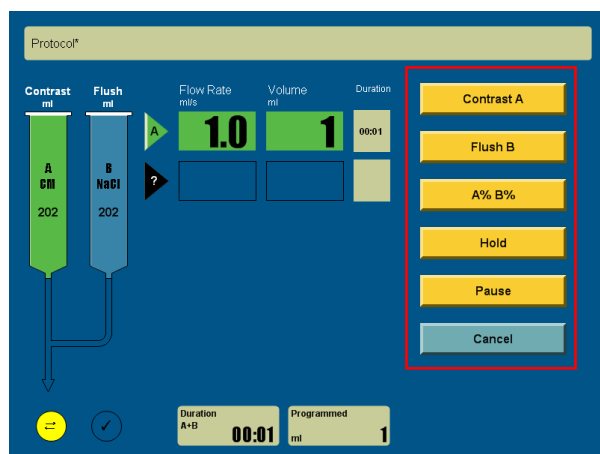 Protocol*
Contrast
ml
Flush
ml
Flow Rate
ml/s
Volume
ml
Duration
A
1.0
1
00:01
?
A
CM
202
B
NaCl
202
Contrast A
Flush B
A% B%
Hold
Pause
Cancel
Duration
A+B
00:01
Programmed
ml
1